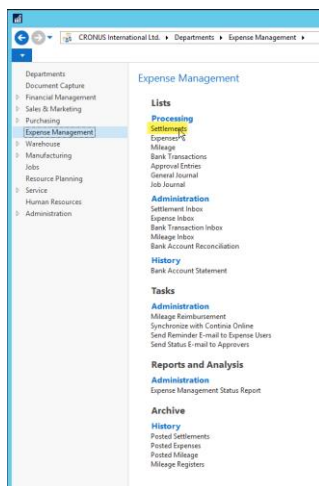 CRONUS International Ltd. ▸ Departments ▸ Expense Management ▸
Departments
Document Capture
Financial Management
Sales & Marketing
Purchasing
Expense Management
Warehouse
Manufacturing
Jobs
Resource Planning
Service
Human Resources
Administration
Expense Management
Lists
Processing
Settlements
Expenses
Mileage
Bank Transactions
Approval Entries
General Journal
Job Journal
Administration
Settlement Inbox
Expense Inbox
Bank Transaction Inbox
Mileage Inbox
Bank Account Reconciliation
History
Bank Account Statement
Tasks
Administration
Mileage Reimbursement
Synchronize with Continia Online
Send Reminder E-mail to Expense Users
Send Status E-mail to Approvers
Reports and Analysis
Administration
Expense Management Status Report
Archive
History
Posted Settlements
Posted Expenses
Posted Mileage
Mileage Registers